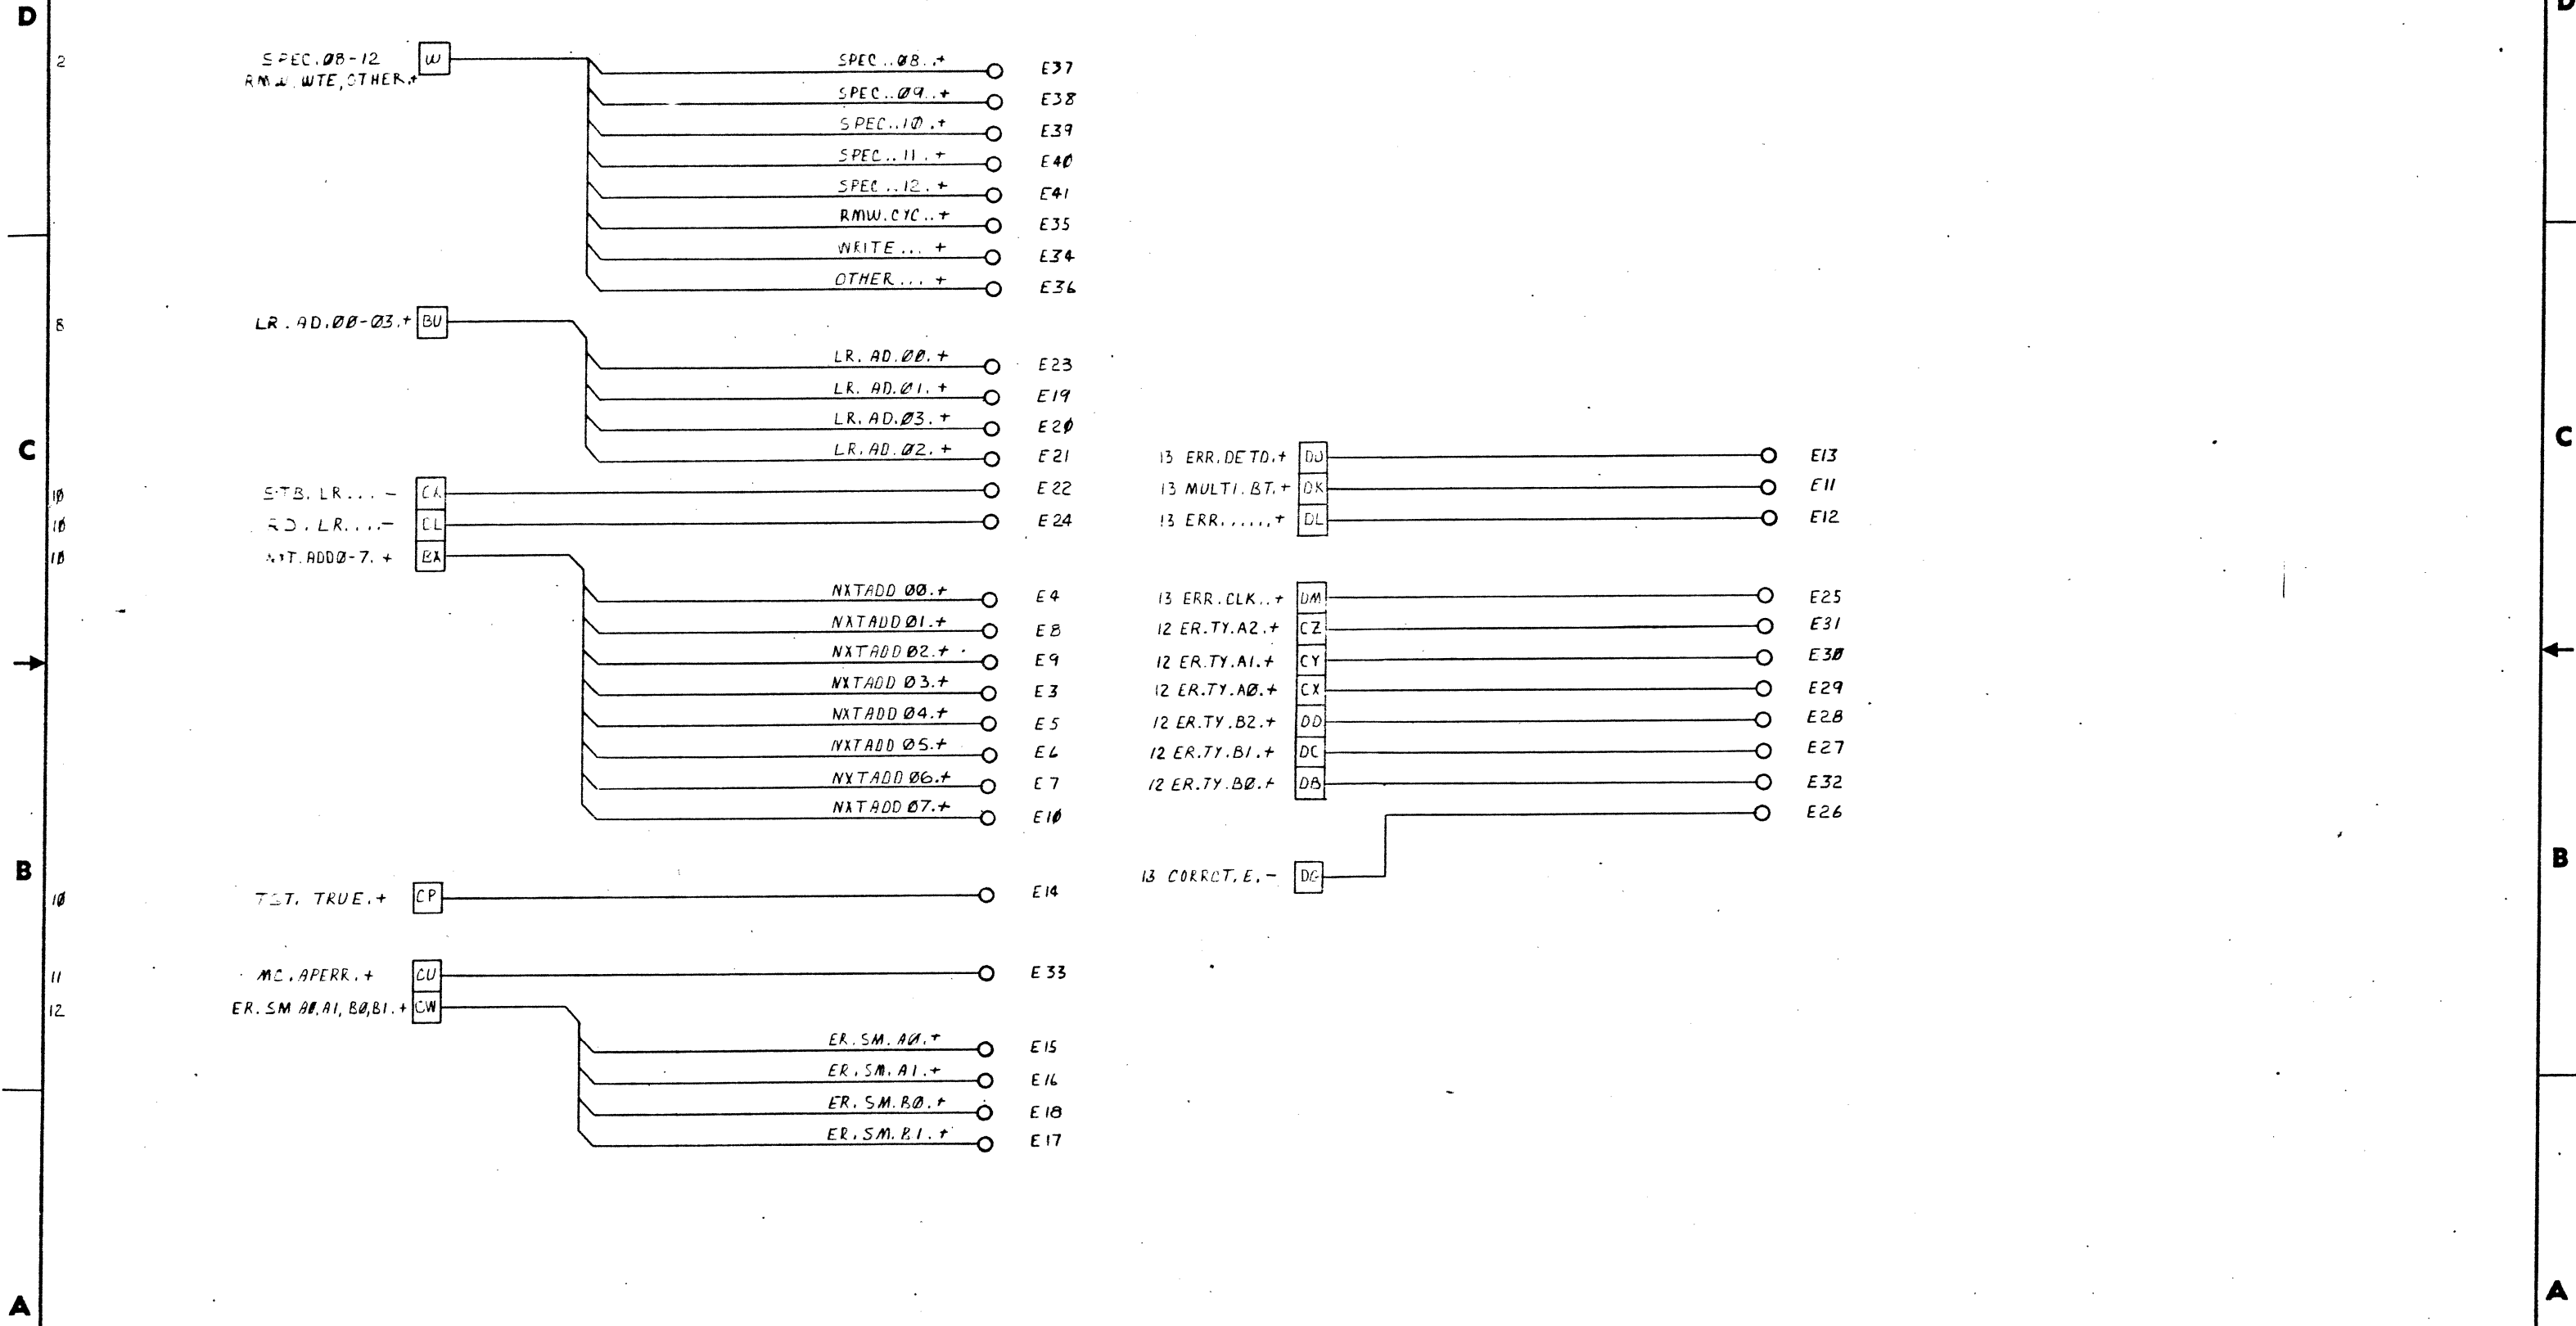 D
D
2 SPEC.Ø8-12 W
RMW.WTE,OTHER.+
SPEC..Ø8..+ E37
SPEC..Ø9..+ E38
SPEC..1Ø.+ E39
SPEC..11.+ E4Ø
SPEC..12.+ E41
RMW.CYC..+ E35
WRITE...+ E34
OTHER...+ E36
8 LR.AD.ØØ-Ø3.+ BU
LR.AD.ØØ.+ E23
LR.AD.Ø1.+ E19
LR.AD.Ø3.+ E2Ø
LR.AD.Ø2.+ E21
C
C
1Ø STB.LR...- E22
1Ø RD.LR....- CL E24
1Ø NXT.ADDØ-7.+ BX
NXTADD ØØ.+ E4
NXTADD Ø1.+ E8
NXTADD Ø2.+ E9
NXTADD Ø3.+ E3
NXTADD Ø4.+ E5
NXTADD Ø5.+ E6
NXTADD Ø6.+ E7
NXTADD Ø7.+ E1Ø
13 ERR.DETD.+ DJ E13
13 MULTI.BT.+ DK E11
13 ERR......+ DL E12
13 ERR.CLK..+ DM E25
12 ER.TY.A2.+ CZ E31
12 ER.TY.A1.+ CY E3Ø
12 ER.TY.AØ.+ CX E29
12 ER.TY.B2.+ DD E28
12 ER.TY.B1.+ DC E27
12 ER.TY.BØ.+ DB E32
E26
13 CORRCT.E.-
B
B
1Ø TST.TRUE.+ CP E14
11 MC.APERR.+ CU E33
12 ER.SM AØ,A1,BØ,B1.+ CW
ER.SM.AØ.+ E15
ER.SM.A1.+ E16
ER.SM.BØ.+ E18
ER.SM.B1.+ E17
A
A